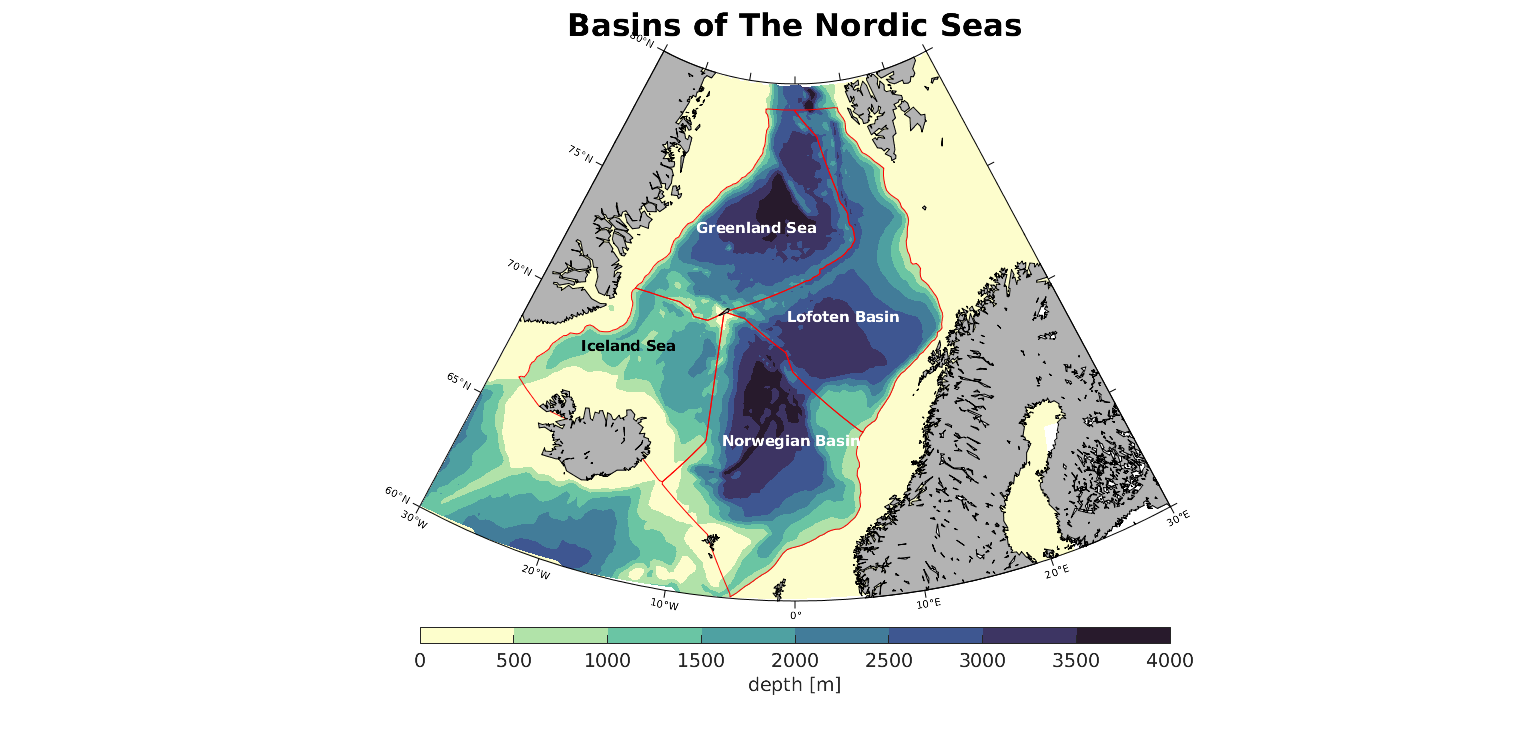 Basins of The Nordic Seas
80°N
75°N
Greenland Sea
70°N
Lofoten Basin
Iceland Sea
65°N
Norwegian Basin
60°N
30°W
20°W
10°W
0°
10°E
20°E
30°E
0 500 1000 1500 2000 2500 3000 3500 4000
depth [m]